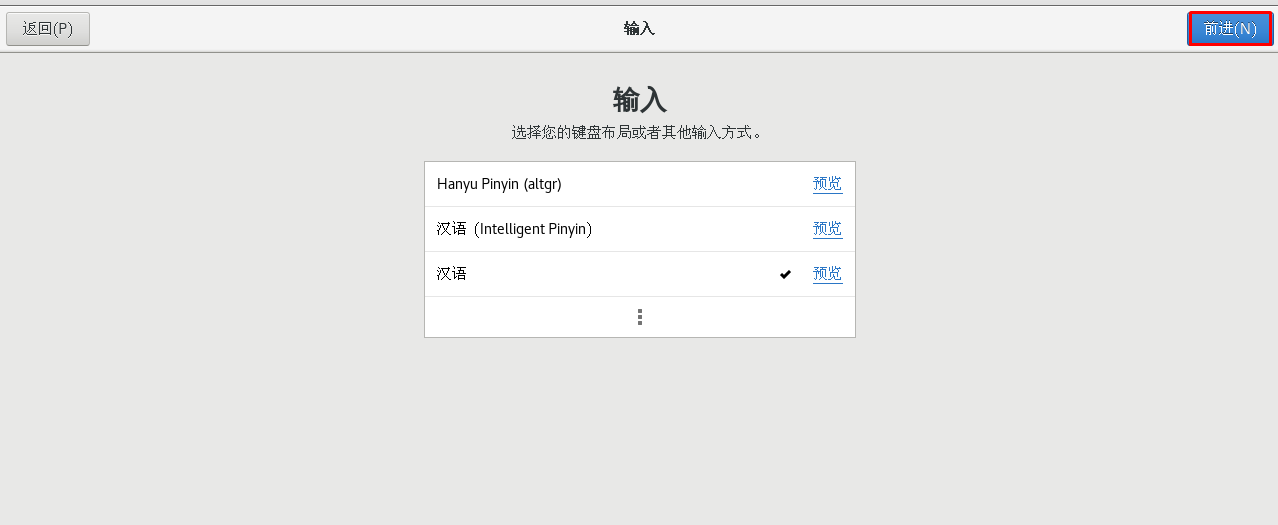 返回(P)
输入
前进(N)
输入
选择您的键盘布局或者其他输入方式。
Hanyu Pinyin (altgr)
预览
汉语 (Intelligent Pinyin)
预览
汉语
预览